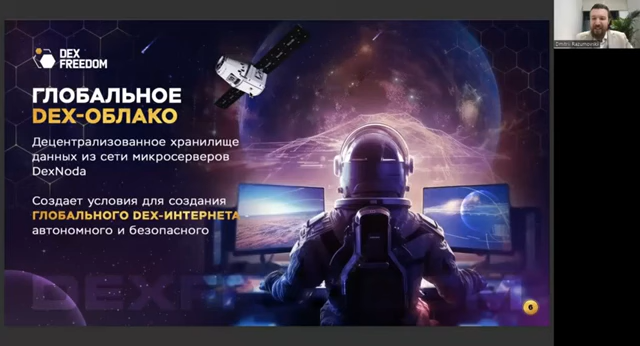 DEX
FREEDOM
ГЛОБАЛЬНОЕ
DEX-ОБЛАКО
Децентрализованное хранилище
данных из сети микросерверов
DexNoda
Создает условия для создания
ГЛОБАЛЬНОГО DEX-ИНТЕРНЕТА
автономного и безопасного
6